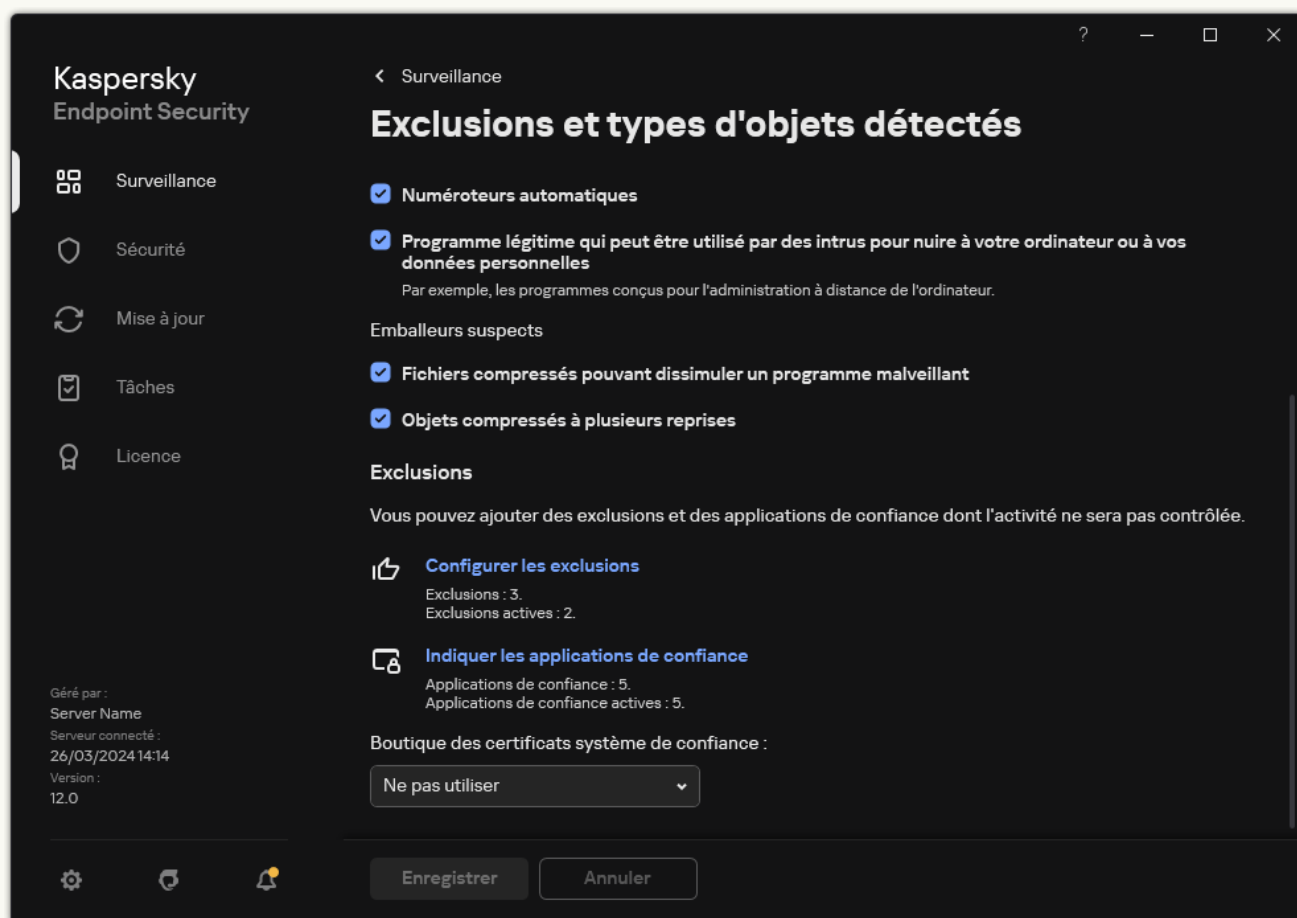 ?
Kaspersky
Endpoint Security
Surveillance
Sécurité
Mise à jour
Tâches
Licence
Géré par :
Server Name
Serveur connecté :
26/03/2024 14:14
Version :
12.0
Surveillance
Exclusions et types d'objets détectés
Numéroteurs automatiques
Programme légitime qui peut être utilisé par des intrus pour nuire à votre ordinateur ou à vos
données personnelles
Par exemple, les programmes conçus pour l'administration à distance de l'ordinateur.
Emballeurs suspects
Fichiers compressés pouvant dissimuler un programme malveillant
Objets compressés à plusieurs reprises
Exclusions
Vous pouvez ajouter des exclusions et des applications de confiance dont l'activité ne sera pas contrôlée.
Configurer les exclusions
Exclusions : 3.
Exclusions actives : 2.
Indiquer les applications de confiance
Applications de confiance : 5.
Applications de confiance actives : 5.
Boutique des certificats système de confiance :
Ne pas utiliser
Enregistrer
Annuler